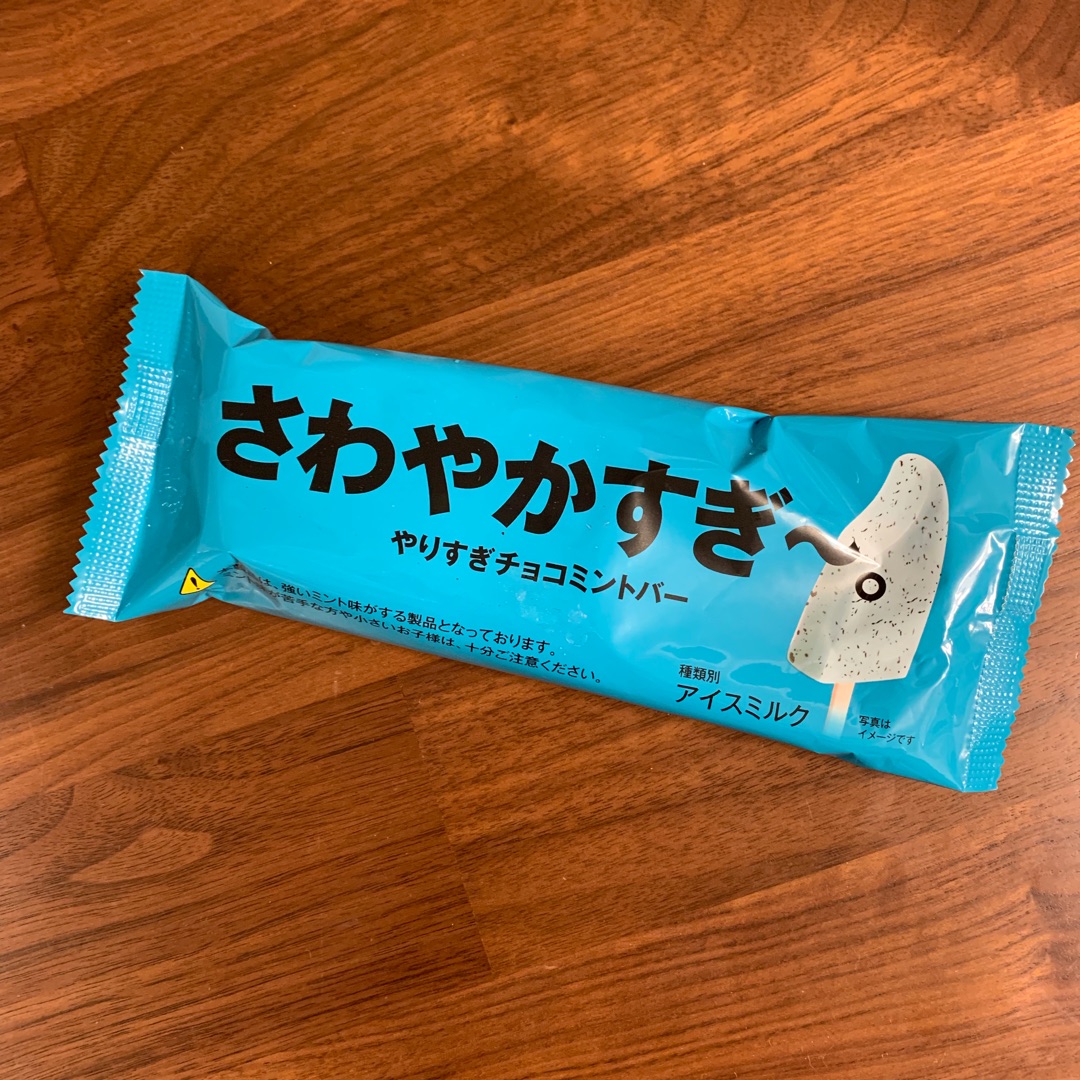 さわやかすぎ〜
やりすぎチョコミントバー
は、強いミント味がする製品となっております。
が苦手な方や小さいお子様は、十分ご注意ください。
種類別
アイスミルク
写真は
イメージです